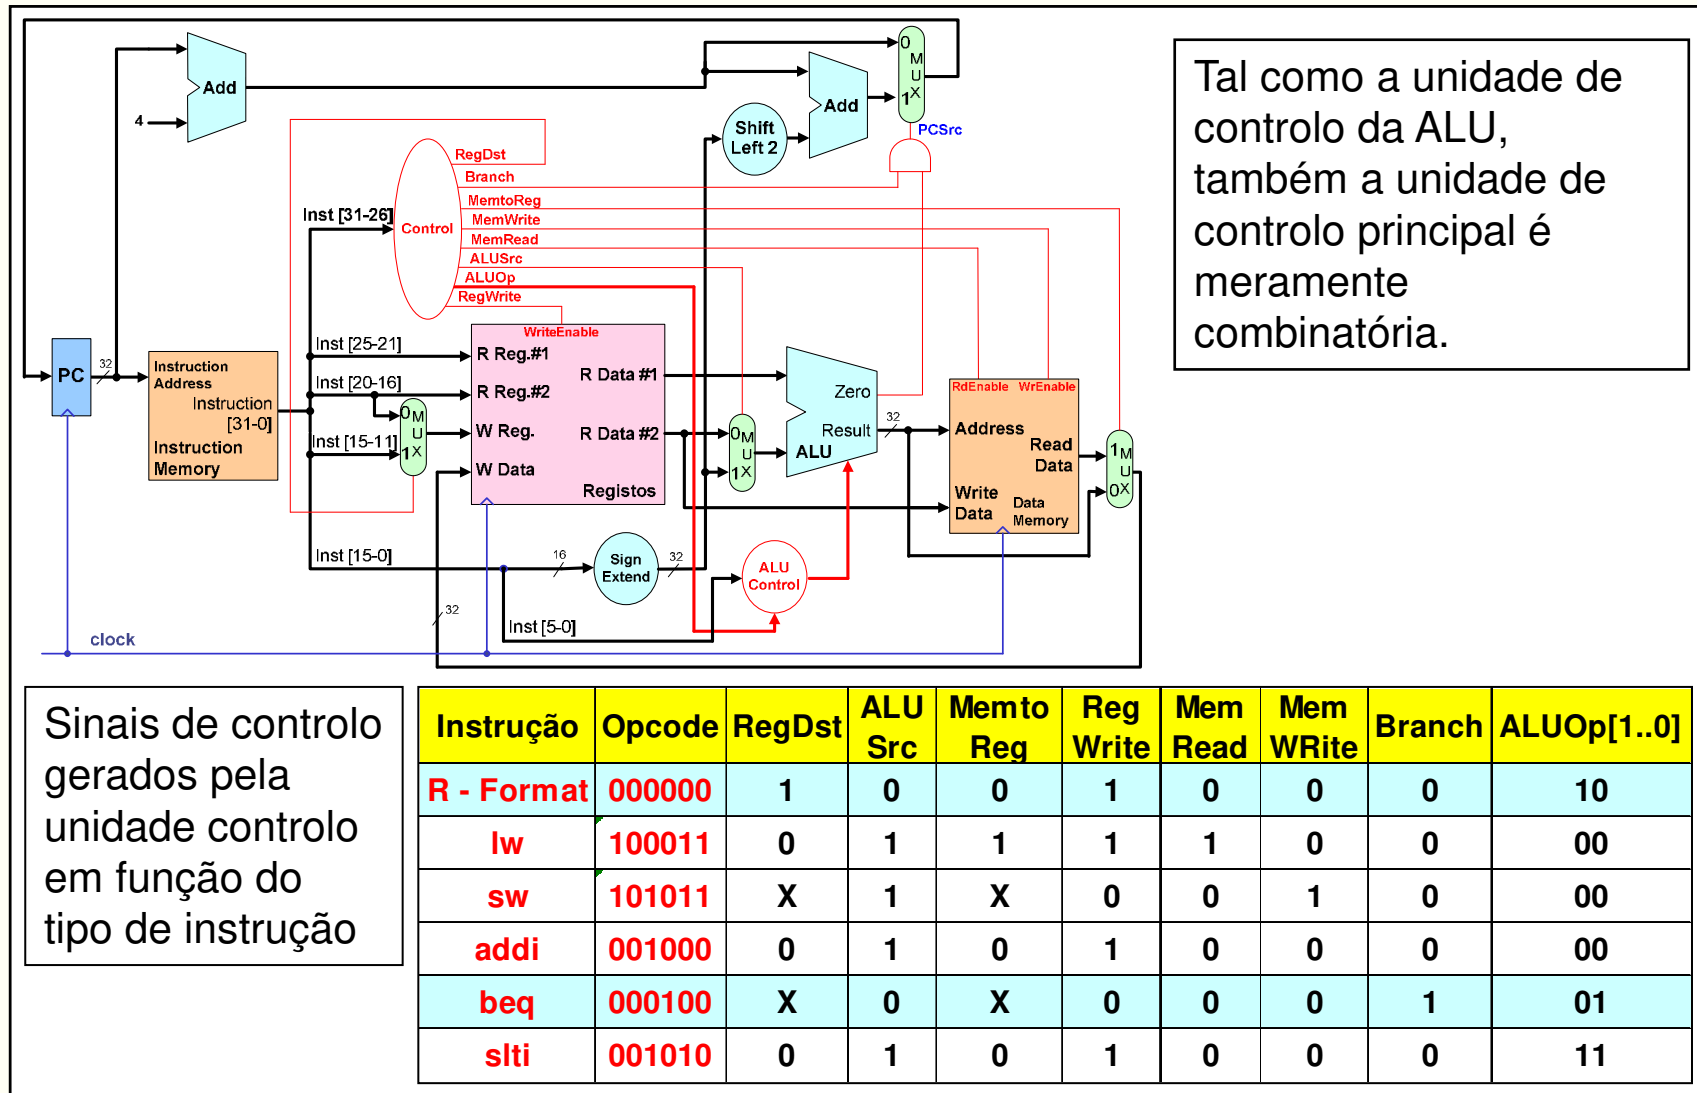 Add
4
Add
0
M
U
X
1
PCSrc
Shift
Left 2
RegDst
Branch
MemtoReg
MemWrite
MemRead
ALUSrc
ALUOp
RegWrite
Control
Inst [31-26]
Inst [25-21]
Inst [20-16]
Inst [15-11]
Inst [15-0]
Inst [5-0]
PC
32
Instruction
Address
Instruction
[31-0]
Instruction
Memory
0
M
U
X
1
WriteEnable
R Reg.#1
R Data #1
R Reg.#2
W Reg.
R Data #2
W Data
Registos
0
M
U
X
1
Zero
Result
ALU
32
RdEnable WrEnable
Address
Read
Data
Write
Data
Data
Memory
1
M
U
X
0
16
Sign
Extend
32
ALU
Control
32
clock
Tal como a unidade de
controlo da ALU,
também a unidade de
controlo principal é
meramente
combinatória.
Sinais de controlo
gerados pela
unidade controlo
em função do
tipo de instrução
Instrução Opcode RegDst ALU Src Memto Reg Reg Write Mem Read Mem WRite Branch ALUOp[1..0]
R - Format 000000 1 0 0 1 0 0 0 10
lw 100011 0 1 1 1 1 0 0 00
sw 101011 X 1 X 0 0 1 0 00
addi 001000 0 1 0 1 0 0 0 00
beq 000100 X 0 X 0 0 0 1 01
slti 001010 0 1 0 1 0 0 0 11